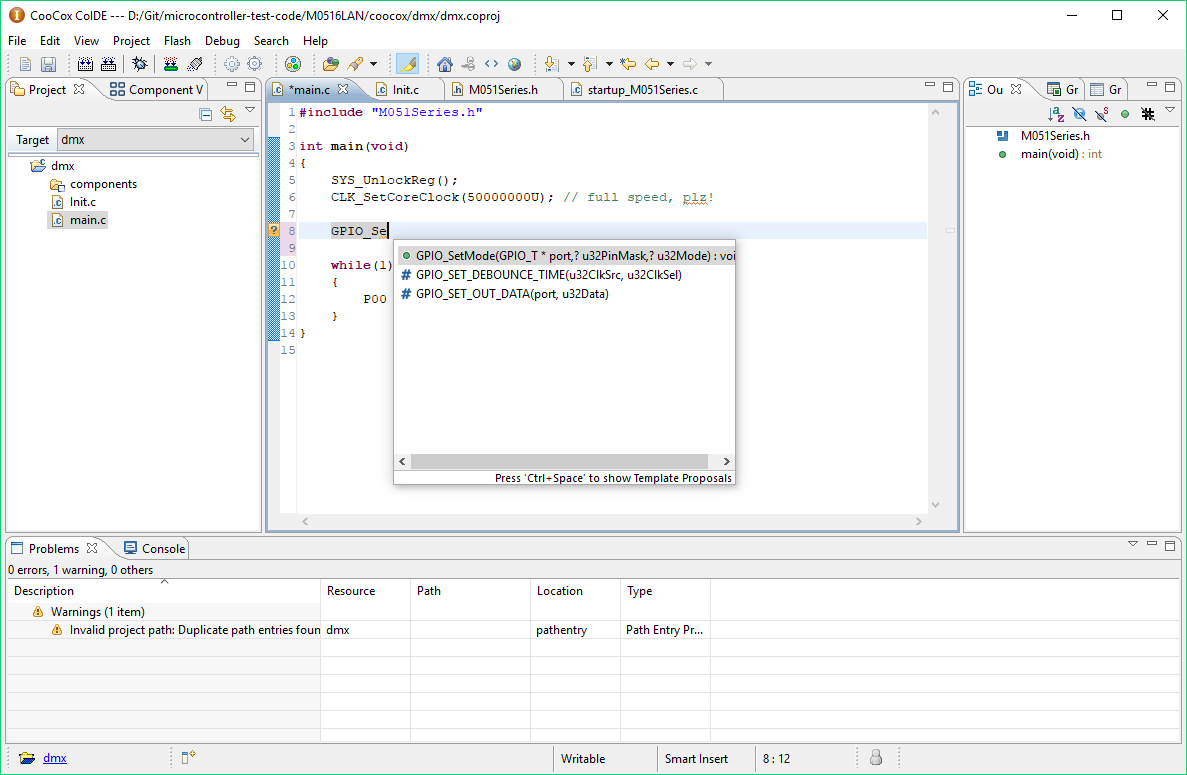 CooCox CoIDE --- D:/Git/microcontroller-test-code/M0516LAN/coocox/dmx/dmx.coproj
File Edit View Project Flash Debug Search Help
Project
Component V
*main.c
Init.c
M051Series.h
startup_M051Series.c
Ou
Gr
Gr
Target dmx
dmx
components
Init.c
main.c
1 #include "M051Series.h"
2
3 int main(void)
4 {
5 SYS_UnlockReg();
6 CLK_SetCoreClock(50000000U); // full speed, plz!
7
8 GPIO_Se
9
10 while(1)
11 {
12 P00
13 }
14 }
15
GPIO_SetMode(GPIO_T * port,? u32PinMask,? u32Mode) : voi
GPIO_SET_DEBOUNCE_TIME(u32ClkSrc, u32ClkSel)
GPIO_SET_OUT_DATA(port, u32Data)
Press 'Ctrl+Space' to show Template Proposals
M051Series.h
main(void) : int
Problems
Console
0 errors, 1 warning, 0 others
Description Resource Path Location Type
Warnings (1 item)
Invalid project path: Duplicate path entries foun dmx pathentry Path Entry Pr...
dmx Writable Smart Insert 8 : 12